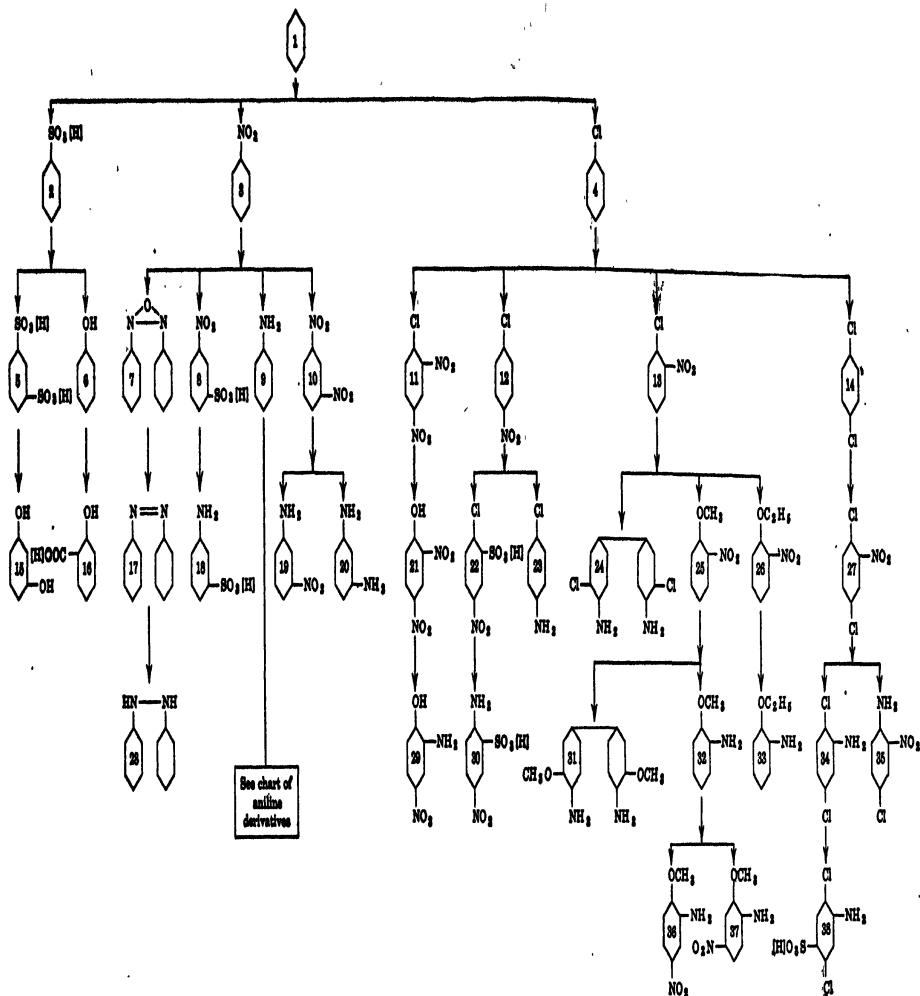 1
SO3[H] NO2 Cl
2 3 4
O
SO3[H] OH N N NO2 NH2 NO2 Cl Cl Cl Cl
5 6 7 8 9 10 11 12 13 14
SO3[H] SO3[H] NO2 NO2 NO2 NO2 NO2 Cl
OH OH N N NH2 NH2 NH2 OH Cl Cl OCH3 OC2H5 Cl
15 [H]OOC 16 17 18 19 20 21 22 23 24 25 26 27
OH SO3[H] NO2 NH2 NO2 SO3[H] Cl Cl NO2 NO2 NO2
NO2 NO2 NH2 NH2 NH2 Cl
HN NH OH NH2 OCH3 OC2H5 Cl NH2
28 29 30 31 32 33 34 35
NH2 SO3[H] CH3O OCH3 NH2 NH2 NH2 NO2
NO2 NO2 NH2 NH2 Cl Cl
See chart of
aniline
derivatives
OCH3 OCH3 Cl
36 37 38
NH2 O2N NH2 [H]O3S NH2
NO2 Cl